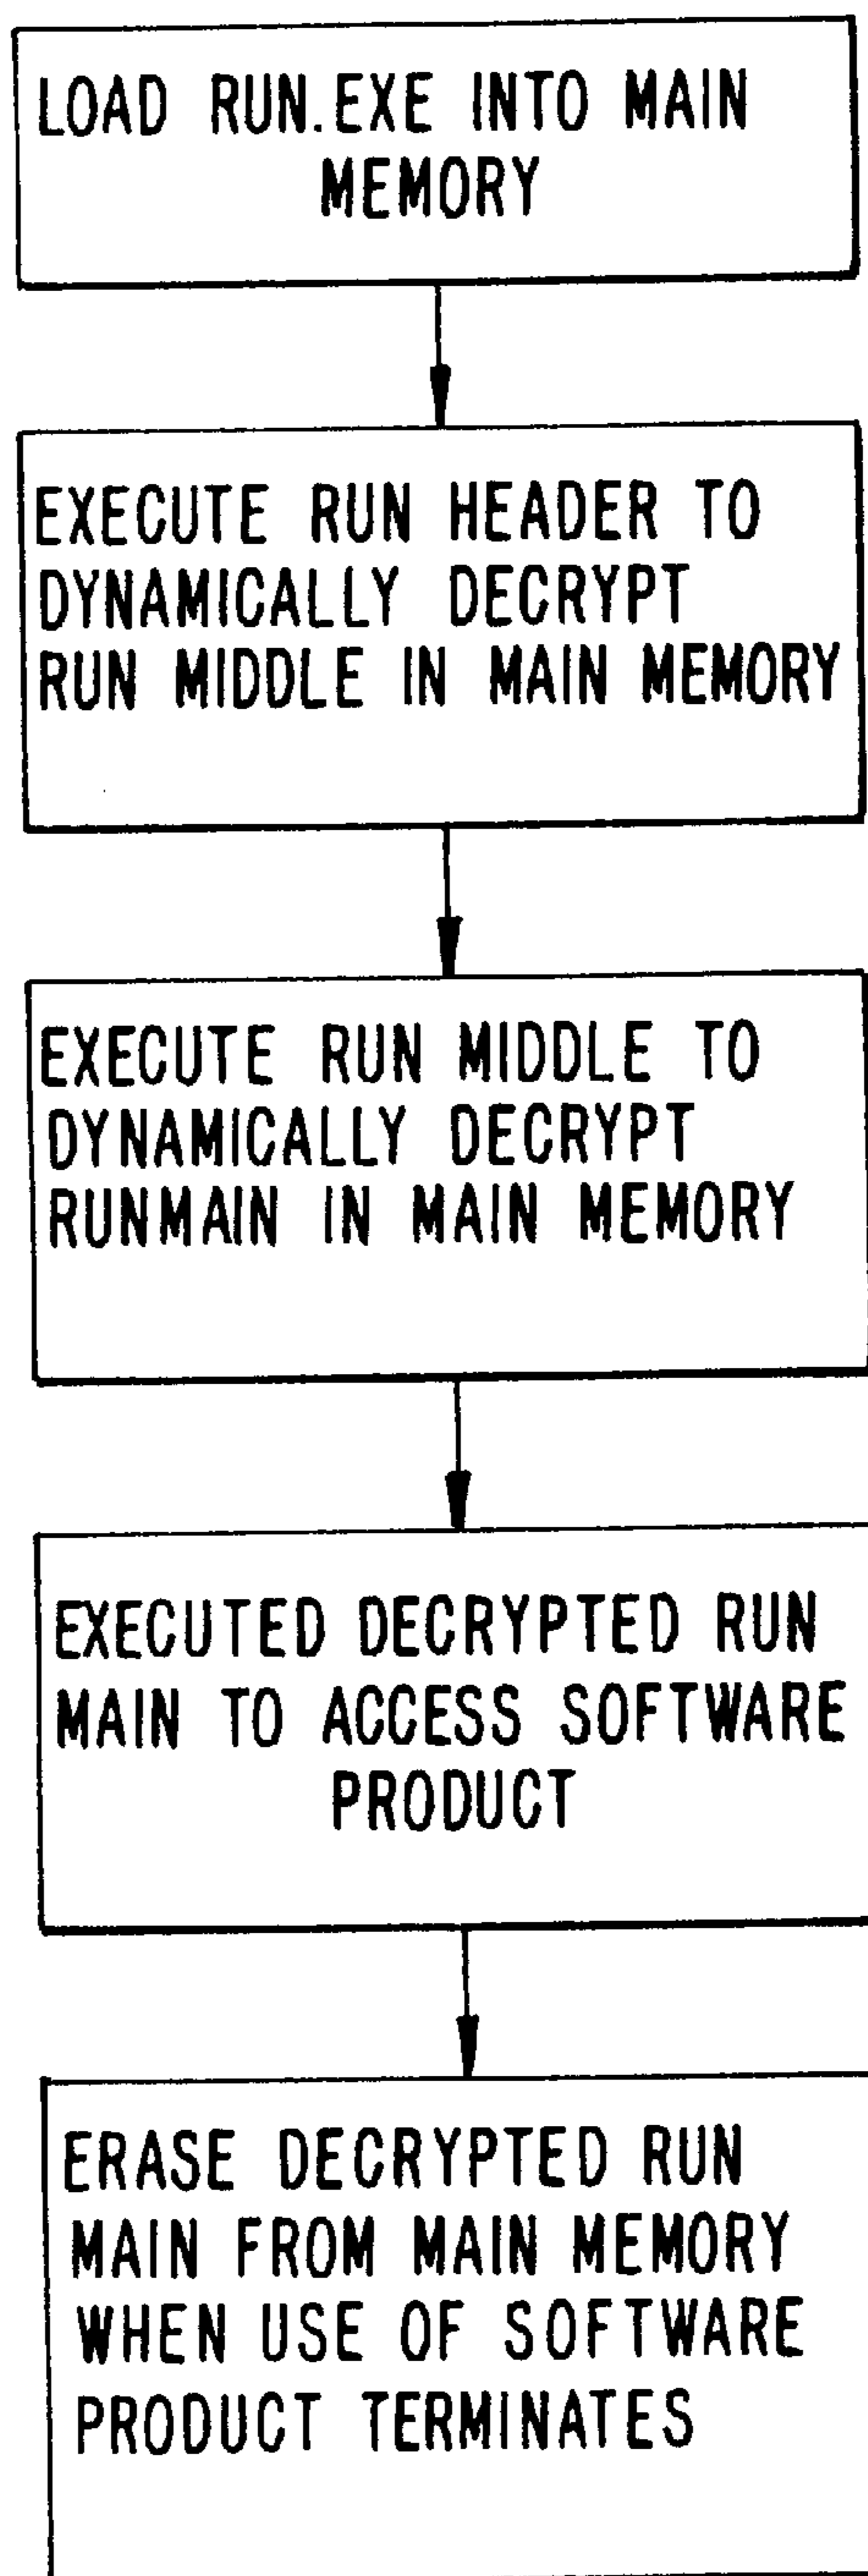 LOAD RUN.EXE INTO MAIN
MEMORY
EXECUTE RUN HEADER TO
DYNAMICALLY DECRYPT
RUN MIDDLE IN MAIN MEMORY
EXECUTE RUN MIDDLE TO
DYNAMICALLY DECRYPT
RUNMAIN IN MAIN MEMORY
EXECUTED DECRYPTED RUN
MAIN TO ACCESS SOFTWARE
PRODUCT
ERASE DECRYPTED RUN
MAIN FROM MAIN MEMORY
WHEN USE OF SOFTWARE
PRODUCT TERMINATES